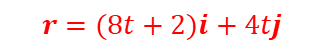 r = (8t + 2)i + 4tj